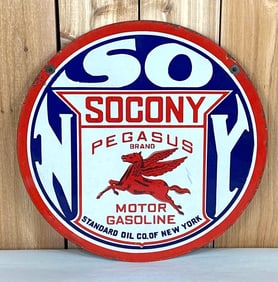 SO
SOCONY
PEGASUS
BRAND
N Y
MOTOR
GASOLINE
STANDARD OIL CO. OF NEW YORK